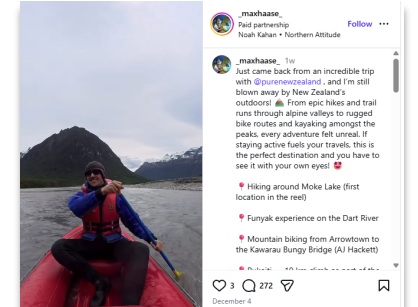 _maxhaase_
Paid partnership
Noah Kahan • Northern Attitude
Follow •••
_maxhaase_ 1w
Just came back from an incredible trip
with @purenewzealand , and I'm still
blown away by New Zealand's
outdoors! 🏔️ From epic hikes and trail
runs through alpine valleys to rugged
bike routes and kayaking amongst the
peaks, every adventure felt unreal. If
staying active fuels your travels, this is
the perfect destination and you have to
see it with your own eyes! 🤩
📍 Hiking around Moke Lake (first
location in the reel)
📍 Funyak experience on the Dart River
📍 Mountain biking from Arrowtown to
the Kawarau Bungy Bridge (AJ Hackett)
3 272
December 4